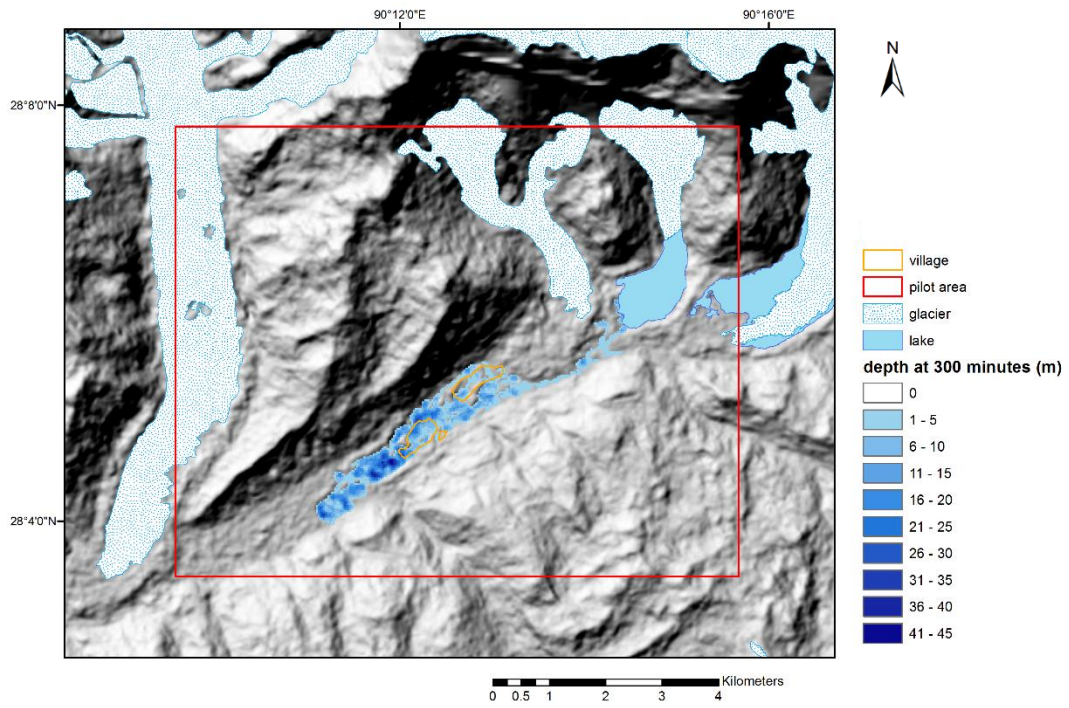 90°12'0"E
90°16'0"E
N
28°8'0"N
28°4'0"N
village
pilot area
glacier
lake
depth at 300 minutes (m)
0
1 - 5
6 - 10
11 - 15
16 - 20
21 - 25
26 - 30
31 - 35
36 - 40
41 - 45
Kilometers
0 0.5 1 2 3 4